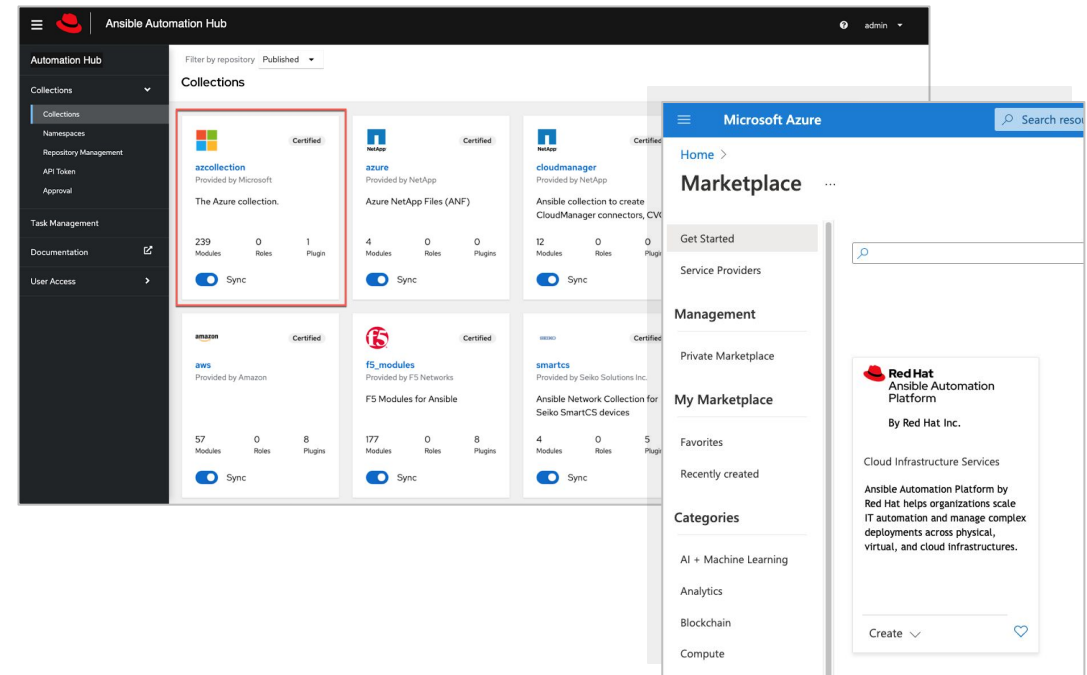 Ansible Automation Hub
admin
Automation Hub
Collections
Collections
Namespaces
Repository Management
API Token
Approval
Task Management
Documentation
User Access
Filter by repository Published
Collections
Certified
azcollection
Provided by Microsoft
The Azure collection.
239 0 1
Modules Roles Plugin
Sync
NetApp
Certified
azure
Provided by NetApp
Azure NetApp Files (ANF)
4 0 0
Modules Roles Plugins
Sync
NetApp
Certified
cloudmanager
Provided by NetApp
Ansible collection to create
CloudManager connectors,
12 0 0
Modules Roles
Sync
amazon
Certified
aws
Provided by Amazon
57 0 8
Modules Roles Plugins
Sync
f5
Certified
f5_modules
Provided by F5 Networks
F5 Modules for Ansible
177 0 8
Modules Roles Plugins
Sync
SEIKO
Certified
smartcs
Provided by Seiko Solutions Inc.
Ansible Network Collection for
Seiko SmartCS devices
4 0 5
Modules Roles
Sync
Microsoft Azure
Search
Home >
Marketplace ...
Get Started
Service Providers
Management
Private Marketplace
My Marketplace
Favorites
Recently created
Categories
AI + Machine Learning
Analytics
Blockchain
Compute
Red Hat
Ansible Automation
Platform
By Red Hat Inc.
Cloud Infrastructure Services
Ansible Automation Platform by
Red Hat helps organizations scale
IT automation and manage complex
deployments across physical,
virtual, and cloud infrastructures.
Create